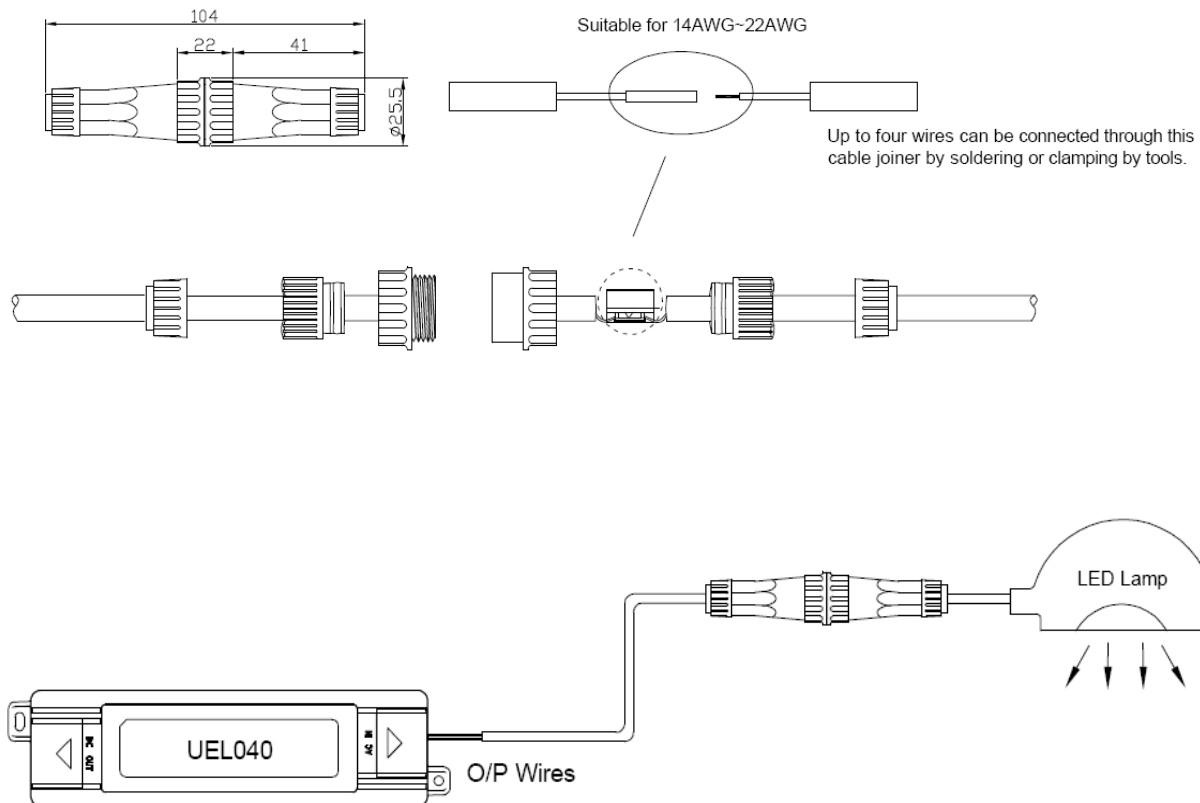 104
22
41
ø25.5
Suitable for 14AWG~22AWG
Up to four wires can be connected through this
cable joiner by soldering or clamping by tools.
LED Lamp
DC OUT
UEL040
IN AC
O/P Wires